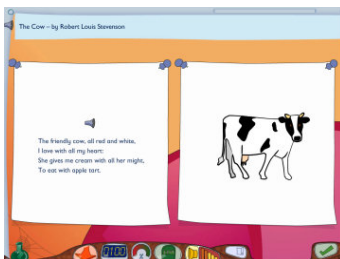 The Cow – by Robert Louis Stevenson
The friendly cow, all red and white,
I love with all my heart:
She gives me cream with all her might,
To eat with apple tart.